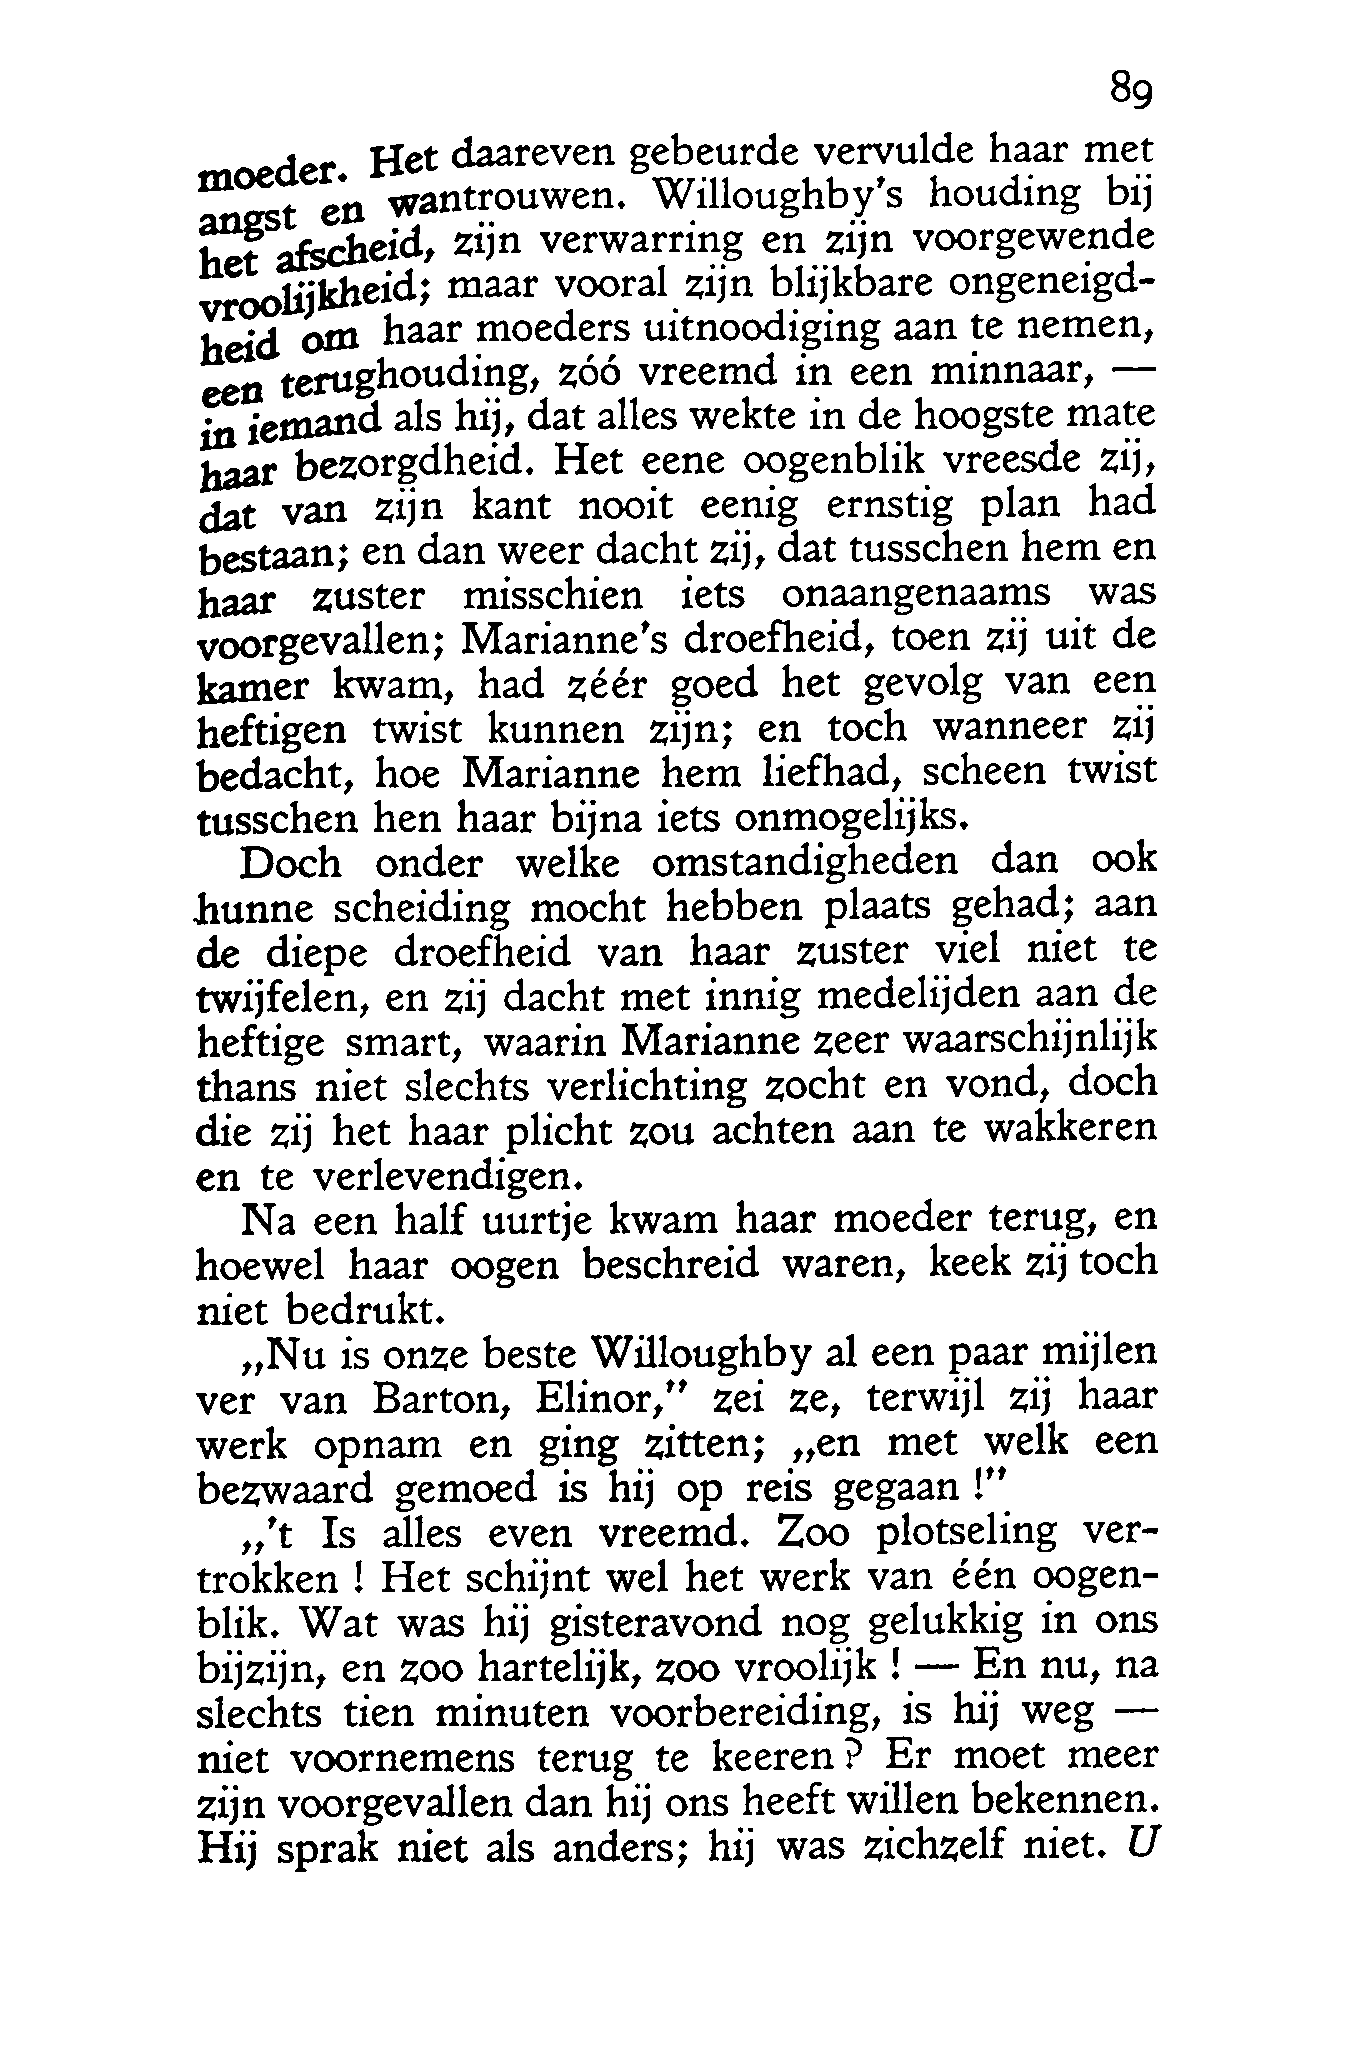 89
moeder. Het daareven gebeurde vervulde haar met
angst en wantrouwen. Willoughby's houding bij
het afscheid, zijn verwarring en zijn voorgewende
vroolijkheid; maar vooral zijn blijkbare ongeneigd-
heid om haar moeders uitnoodiging aan te nemen,
een terughouding, zóó vreemd in een minnaar, —
in iemand als hij, dat alles wekte in de hoogste mate
haar bezorgdheid. Het eene oogenblik vreesde zij,
dat van zijn kant nooit eenig ernstig plan had
bestaan; en dan weer dacht zij, dat tusschen hem en
haar zuster misschien iets onaangenaams was
voorgevallen; Marianne's droefheid, toen zij uit de
kamer kwam, had zéér goed het gevolg van een
heftigen twist kunnen zijn; en toch wanneer zij
bedacht, hoe Marianne hem liefhad, scheen twist
tusschen hen haar bijna iets onmogelijks.
Doch onder welke omstandigheden dan ook
hunne scheiding mocht hebben plaats gehad; aan
de diepe droefheid van haar zuster viel niet te
twijfelen, en zij dacht met innig medelijden aan de
heftige smart, waarin Marianne zeer waarschijnlijk
thans niet slechts verlichting zocht en vond, doch
die zij het haar plicht zou achten aan te wakkeren
en te verlevendigen.
Na een half uurtje kwam haar moeder terug, en
hoewel haar oogen beschreid waren, keek zij toch
niet bedrukt.
„Nu is onze beste Willoughby al een paar mijlen
ver van Barton, Elinor,” zei ze, terwijl zij haar
werk opnam en ging zitten; „en met welk een
bezwaard gemoed is hij op reis gegaan !”
„'t Is alles even vreemd. Zoo plotseling ver-
trokken ! Het schijnt wel het werk van één oogen-
blik. Wat was hij gisteravond nog gelukkig in ons
bijzijn, en zoo hartelijk, zoo vroolijk ! — En nu, na
slechts tien minuten voorbereiding, is hij weg —
niet voornemens terug te keeren ? Er moet meer
zijn voorgevallen dan hij ons heeft willen bekennen.
Hij sprak niet als anders; hij was zichzelf niet. U